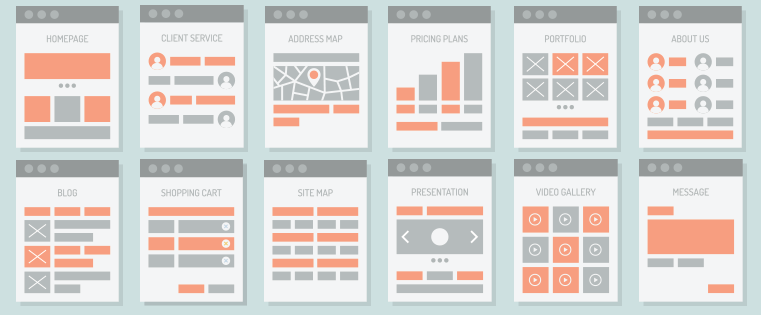 HOMEPAGE
CLIENT SERVICE
ADDRESS MAP
PRICING PLANS
PORTFOLIO
ABOUT US
BLOG
SHOPPING CART
SITE MAP
PRESENTATION
VIDEO GALLERY
MESSAGE